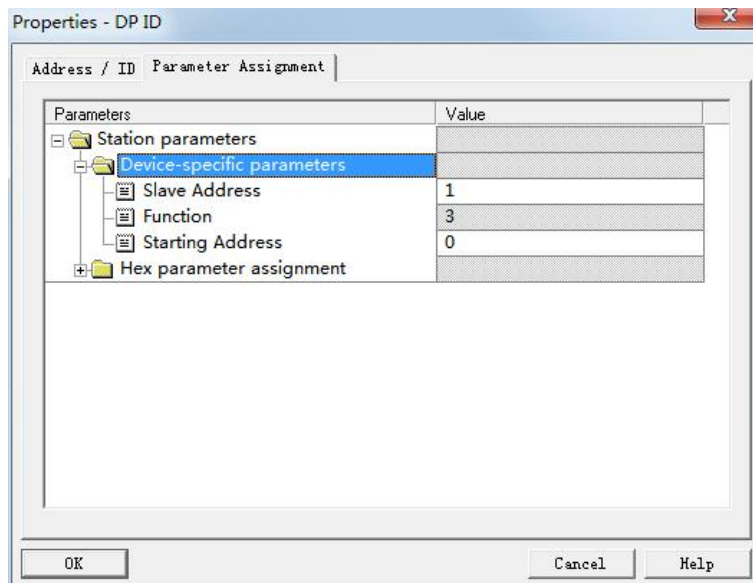 Properties - DP ID
Address / ID Parameter Assignment
Parameters Value
Station parameters
Device-specific parameters
Slave Address 1
Function 3
Starting Address 0
Hex parameter assignment
OK Cancel Help